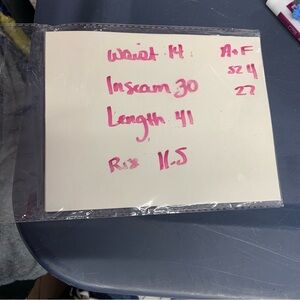 Waist 14
Inseam 30
Length 41
Rise 11.5
A+F
SZ 4
27